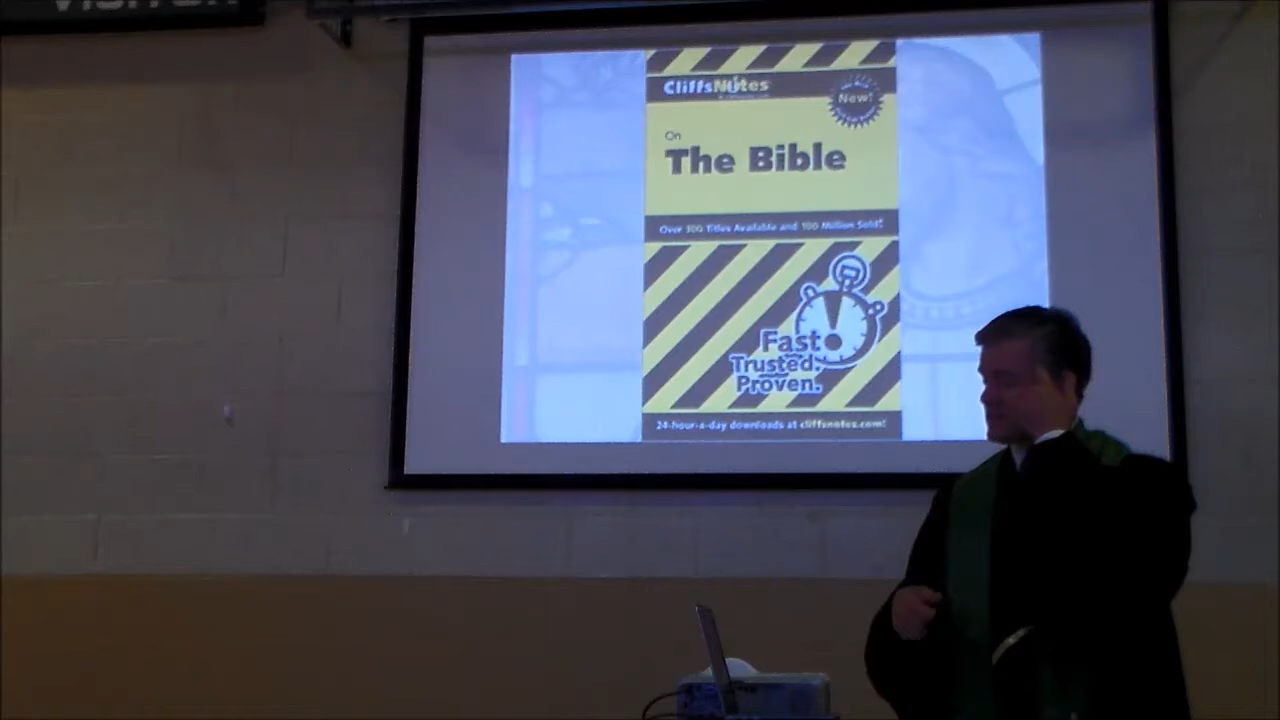 VISITOR
CliffsNotes
New!
On
The Bible
Over 300 Titles Available and 100 Million Sold!
Fast.
Trusted.
Proven.
24-hour-a-day downloads at cliffsnotes.com!